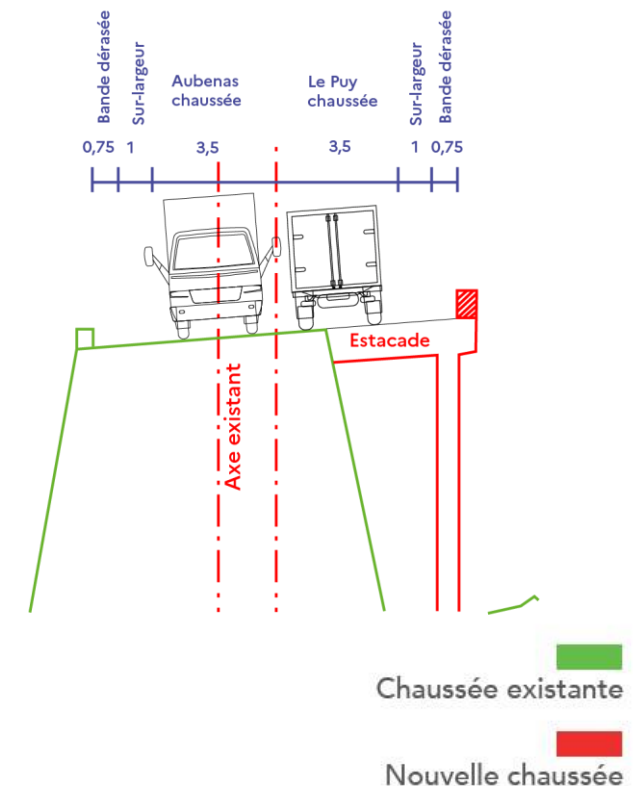 Bande dérasée
Sur-largeur
Aubenas
chaussée
Le Puy
chaussée
Sur-largeur
Bande dérasée
0,75 1 3,5 3,5 1 0,75
Estacade
Axe existant
Chaussée existante
Nouvelle chaussée